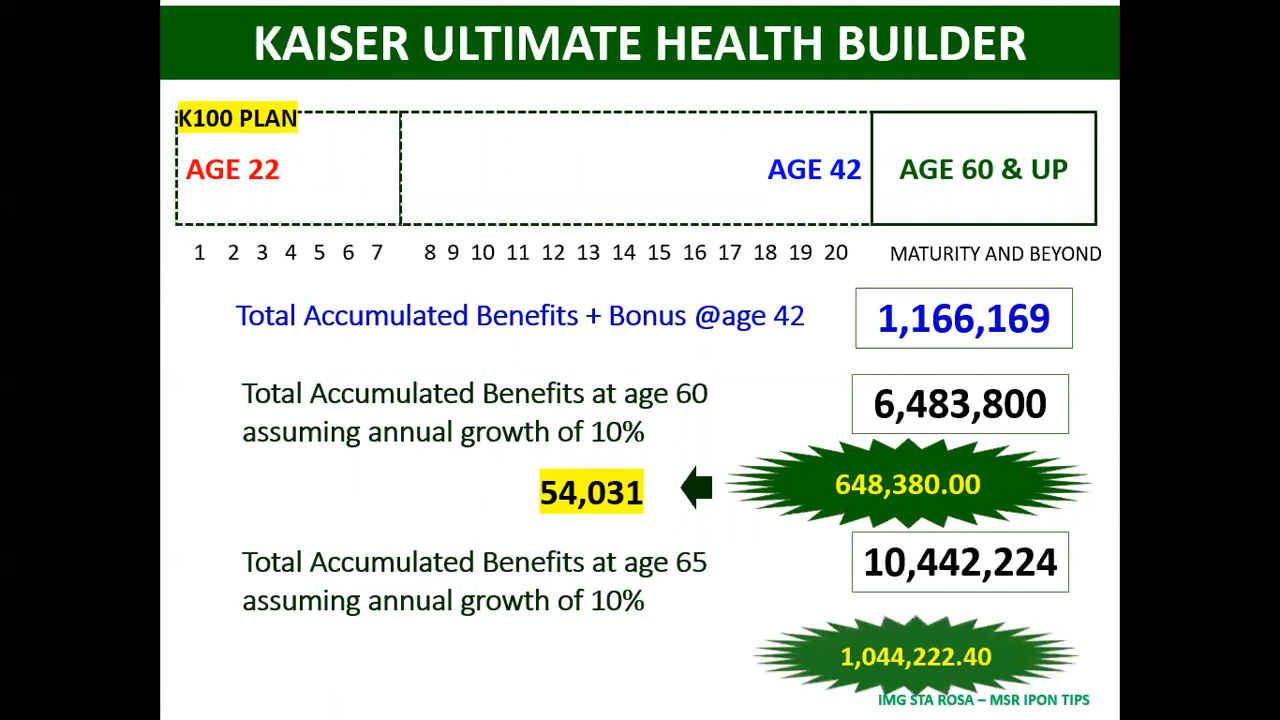 KAISER ULTIMATE HEALTH BUILDER
K100 PLAN
AGE 22
AGE 42
AGE 60 & UP
1 2 3 4 5 6 7 8 9 10 11 12 13 14 15 16 17 18 19 20 MATURITY AND BEYOND
Total Accumulated Benefits + Bonus @age 42 1,166,169
Total Accumulated Benefits at age 60
assuming annual growth of 10%
6,483,800
54,031
648,380.00
Total Accumulated Benefits at age 65
assuming annual growth of 10%
10,442,224
1,044,222.40
IMG STA ROSA – MSR IPON TIPS